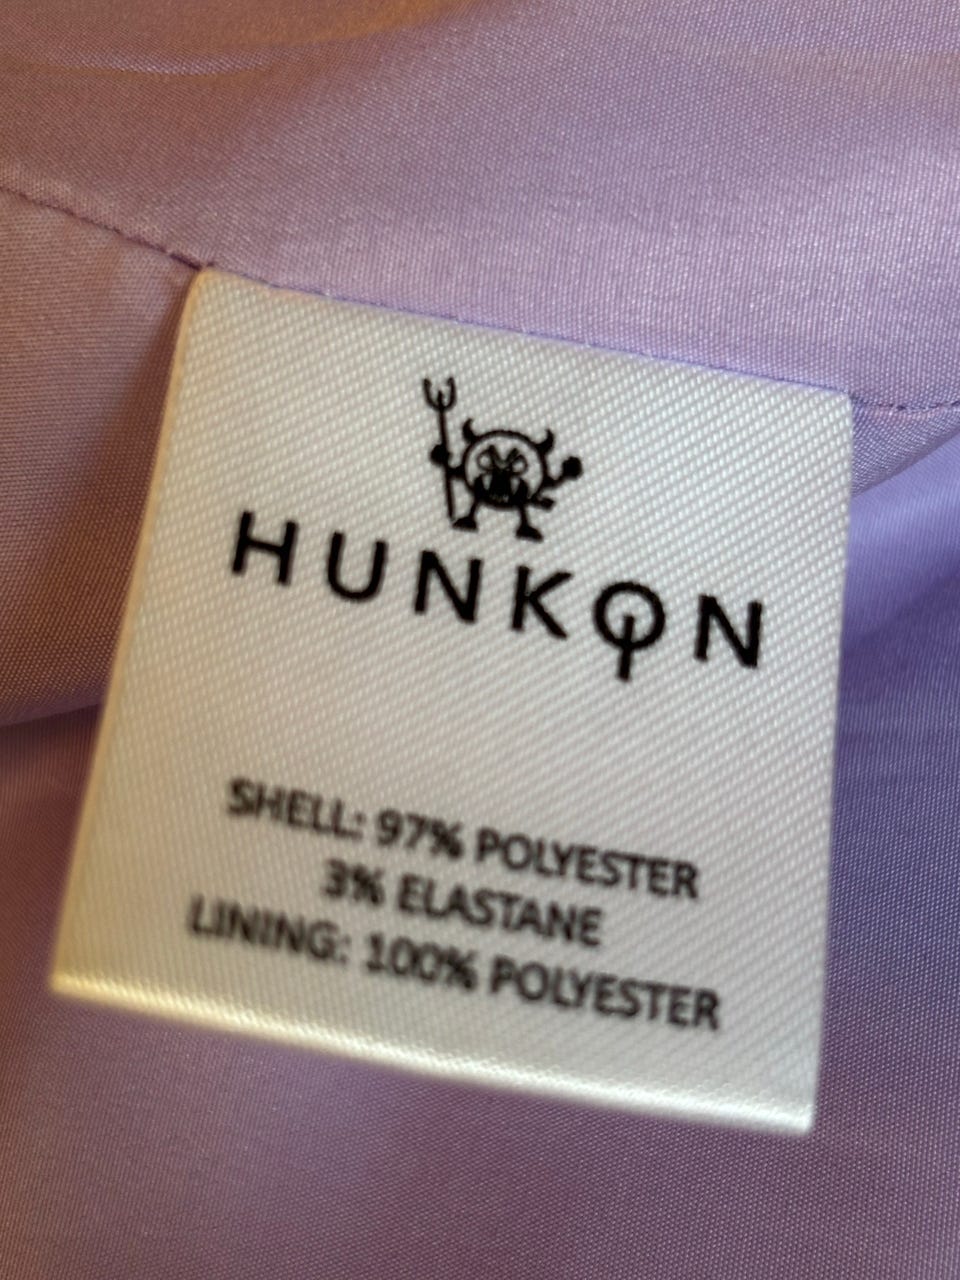 HUNKON
SHELL: 97% POLYESTER
3% ELASTANE
LINING: 100% POLYESTER